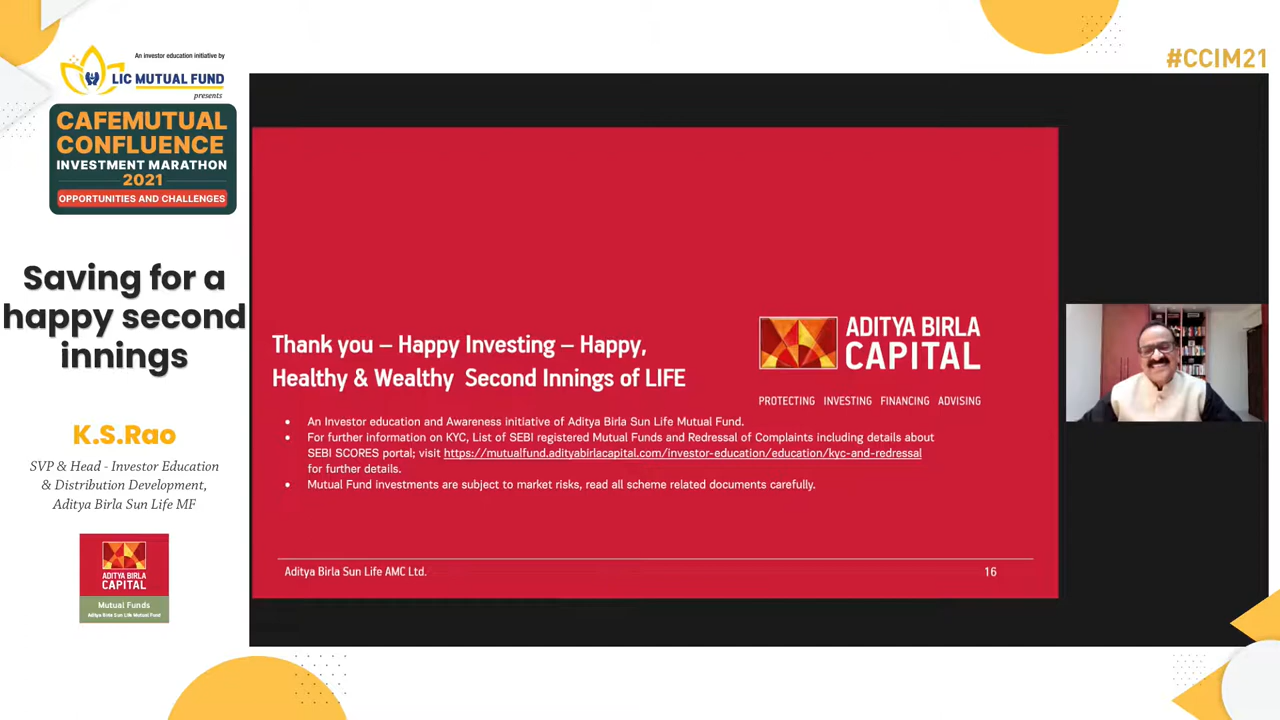 An investor education initiative by
LIC MUTUAL FUND
presents
CAFEMUTUAL
CONFLUENCE
INVESTMENT MARATHON
2021
OPPORTUNITIES AND CHALLENGES
Saving for a
happy second
innings
K.S.Rao
SVP & Head - Investor Education
& Distribution Development,
Aditya Birla Sun Life MF
ADITYA BIRLA
CAPITAL
Mutual Funds
Aditya Birla Sun Life Mutual Fund
#CCIM21
Thank you – Happy Investing – Happy,
Healthy & Wealthy Second Innings of LIFE
ADITYA BIRLA
CAPITAL
PROTECTING INVESTING FINANCING ADVISING
• An Investor education and Awareness initiative of Aditya Birla Sun Life Mutual Fund.
• For further information on KYC, List of SEBI registered Mutual Funds and Redressal of Complaints including details about
SEBI SCORES portal; visit https://mutualfund.adityabirlacapital.com/investor-education/education/kyc-and-redressal
for further details.
• Mutual Fund investments are subject to market risks, read all scheme related documents carefully.
Aditya Birla Sun Life AMC Ltd.
16